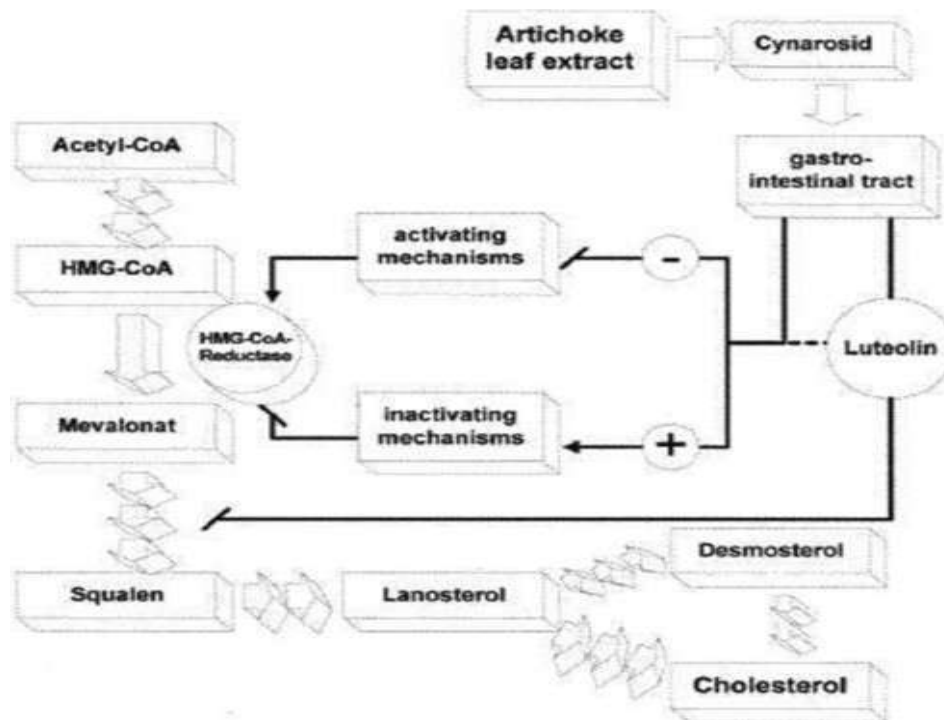 Artichoke
leaf extract
Cynarosid
Acetyl-CoA
gastro-
intestinal tract
activating
mechanisms
-
HMG-CoA
HMG-CoA-
Reductase
Luteolin
Mevalonat
inactivating
mechanisms
+
Desmosterol
Squalen
Lanosterol
Cholesterol